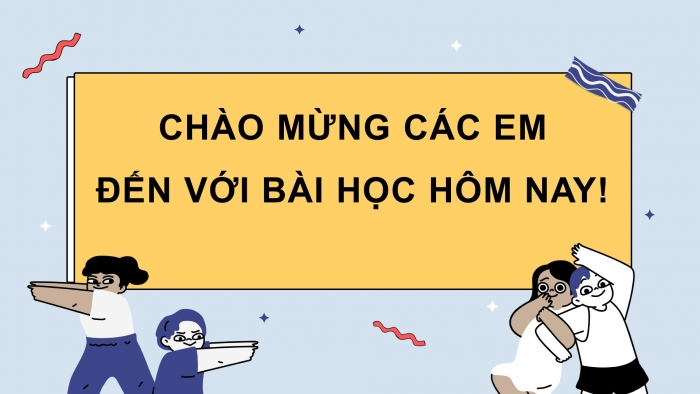 CHÀO MỪNG CÁC EM
ĐẾN VỚI BÀI HỌC HÔM NAY!